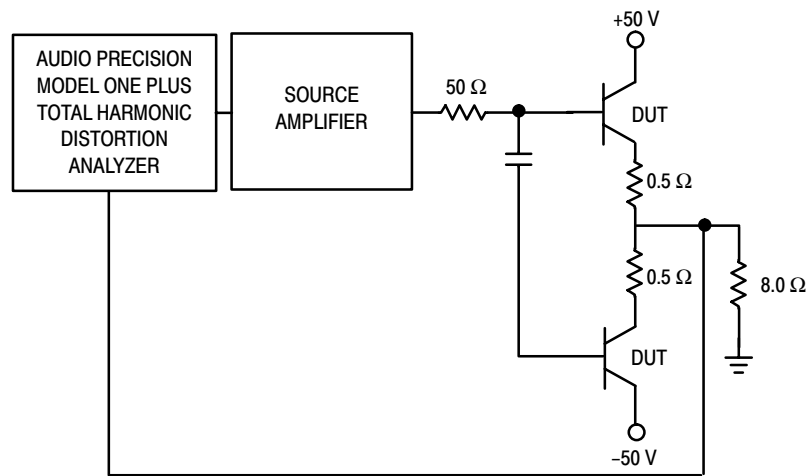 +50 V
AUDIO PRECISION
MODEL ONE PLUS
TOTAL HARMONIC
DISTORTION
ANALYZER
SOURCE
AMPLIFIER
50 Ω
DUT
0.5 Ω
0.5 Ω
8.0 Ω
DUT
–50 V